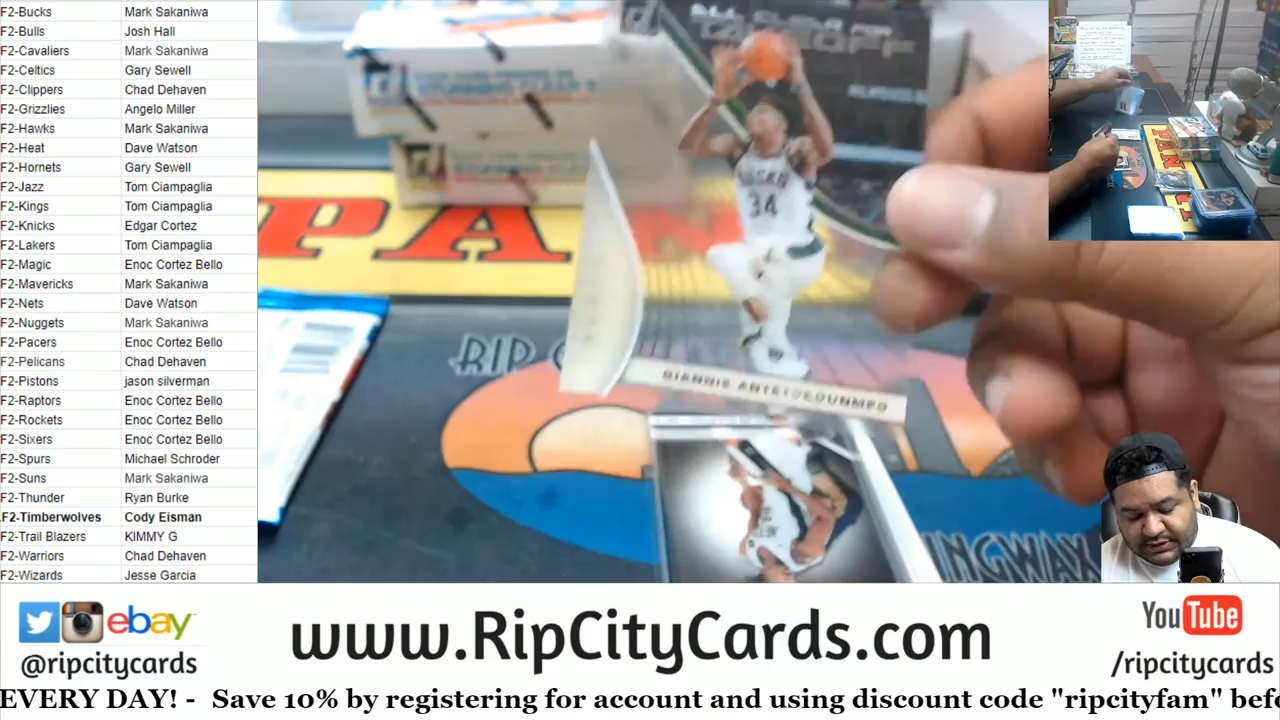 F2-Bucks Mark Sakaniwa
F2-Bulls Josh Hall
F2-Cavaliers Mark Sakaniwa
F2-Celtics Gary Sewell
F2-Clippers Chad Dehaven
F2-Grizzlies Angelo Miller
F2-Hawks Mark Sakaniwa
F2-Heat Dave Watson
F2-Hornets Gary Sewell
F2-Jazz Tom Ciampaglia
F2-Kings Tom Ciampaglia
F2-Knicks Edgar Cortez
F2-Lakers Tom Ciampaglia
F2-Magic Enoc Cortez Bello
F2-Mavericks Mark Sakaniwa
F2-Nets Dave Watson
F2-Nuggets Mark Sakaniwa
F2-Pacers Enoc Cortez Bello
F2-Pelicans Chad Dehaven
F2-Pistons jason silverman
F2-Raptors Enoc Cortez Bello
F2-Rockets Enoc Cortez Bello
F2-Sixers Enoc Cortez Bello
F2-Spurs Michael Schroder
F2-Suns Mark Sakaniwa
F2-Thunder Ryan Burke
F2-Timberwolves Cody Eisman
F2-Trail Blazers KIMMY G
F2-Warriors Chad Dehaven
F2-Wizards Jesse Garcia
34
GIANNIS ANTETOKOUNMPO
PA
RIP
INGWAX
PAN
ebay
@ripcitycards
www.RipCityCards.com
YouTube
/ripcitycards
EVERY DAY! - Save 10% by registering for account and using discount code "ripcityfam" befo